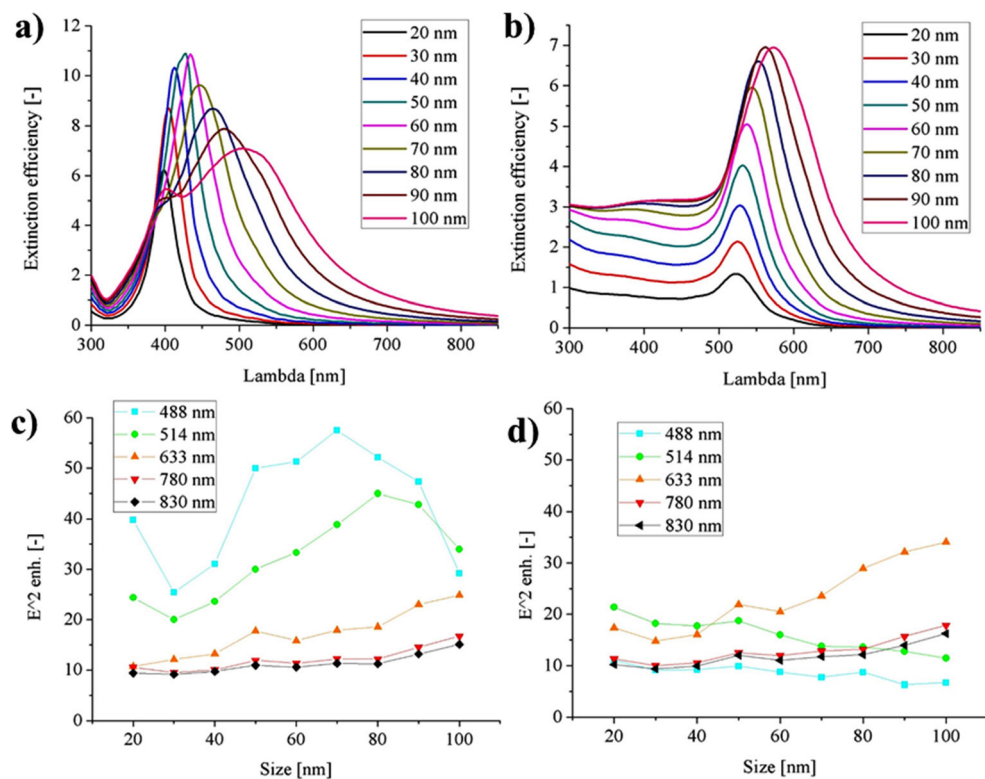 a)
12
10
8
6
4
2
0
Extinction efficiency [-]
300
400
500
600
700
800
Lambda [nm]
20 nm
30 nm
40 nm
50 nm
60 nm
70 nm
80 nm
90 nm
100 nm
b)
7
6
5
4
3
2
1
0
Extinction efficiency [-]
300
400
500
600
700
800
Lambda [nm]
20 nm
30 nm
40 nm
50 nm
60 nm
70 nm
80 nm
90 nm
100 nm
c)
60
50
40
30
20
10
0
E^2 enh. [-]
20
40
60
80
100
Size [nm]
488 nm
514 nm
633 nm
780 nm
830 nm
d)
60
50
40
30
20
10
0
E^2 enh. [-]
20
40
60
80
100
Size [nm]
488 nm
514 nm
633 nm
780 nm
830 nm